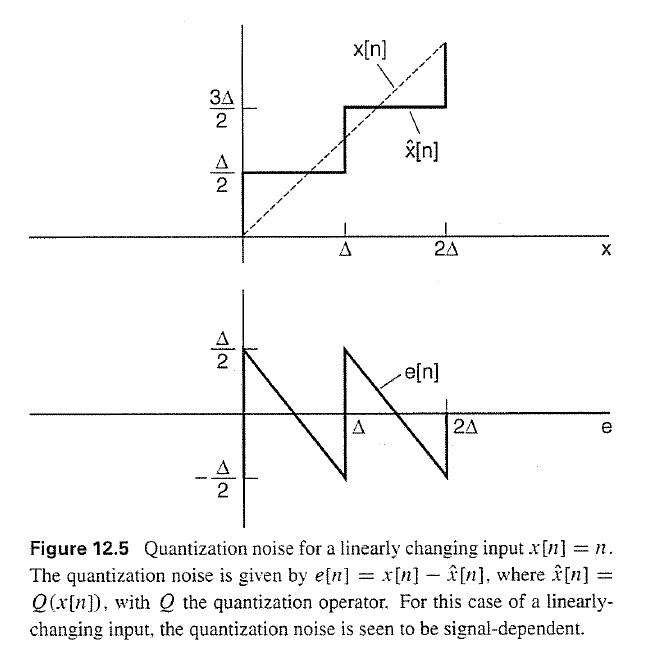 x[n]
3Δ
2
x̂[n]
Δ
2
Δ
2Δ
x
Δ
2
e[n]
Δ
2Δ
e
-Δ
2
Figure 12.5 Quantization noise for a linearly changing input x[n] = n.
The quantization noise is given by e[n] = x[n] − x̂[n], where x̂[n] =
Q(x[n]), with Q the quantization operator. For this case of a linearly-
changing input, the quantization noise is seen to be signal-dependent.